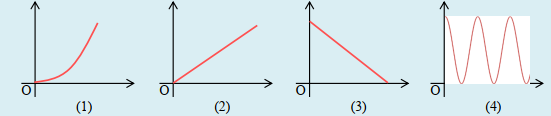 O O O O
(1) (2) (3) (4)